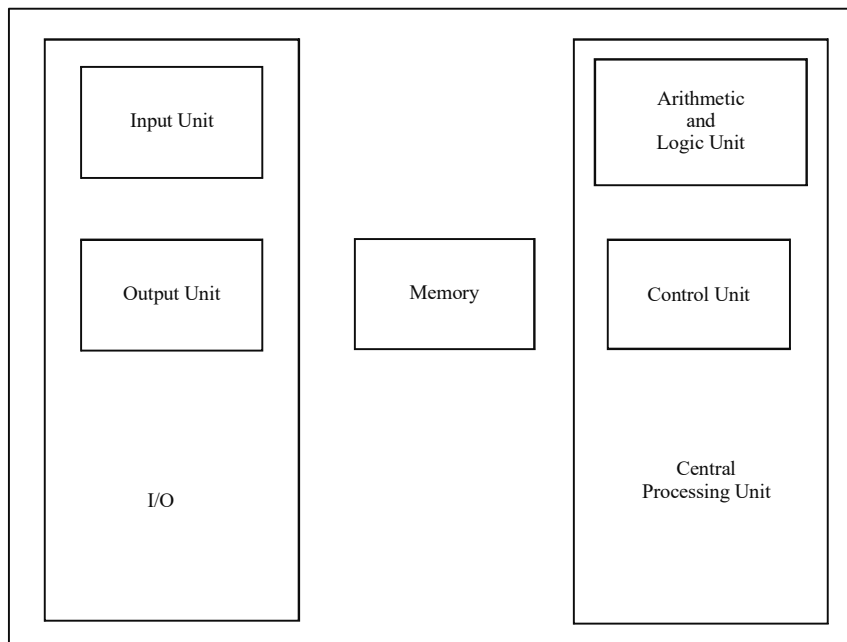 Input Unit
Output Unit
I/O
Memory
Arithmetic
and
Logic Unit
Control Unit
Central
Processing Unit